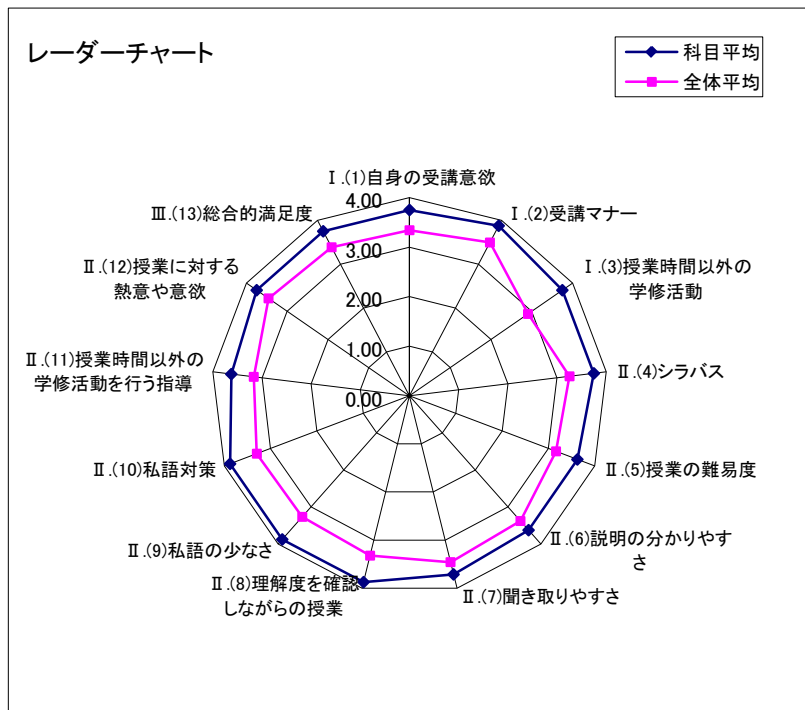 レーダーチャート
科目平均
全体平均
Ⅰ.(1)自身の受講意欲
Ⅰ.(2)受講マナー
Ⅰ.(3)授業時間以外の
学修活動
Ⅱ.(4)シラバス
Ⅱ.(5)授業の難易度
Ⅱ.(6)説明の分かりやす
さ
Ⅱ.(7)聞き取りやすさ
Ⅱ.(8)理解度を確認
しながらの授業
Ⅱ.(9)私語の少なさ
Ⅱ.(10)私語対策
Ⅱ.(11)授業時間以外の
学修活動を行う指導
Ⅱ.(12)授業に対する
熱意や意欲
Ⅲ.(13)総合的満足度
4.00
3.00
2.00
1.00
0.00